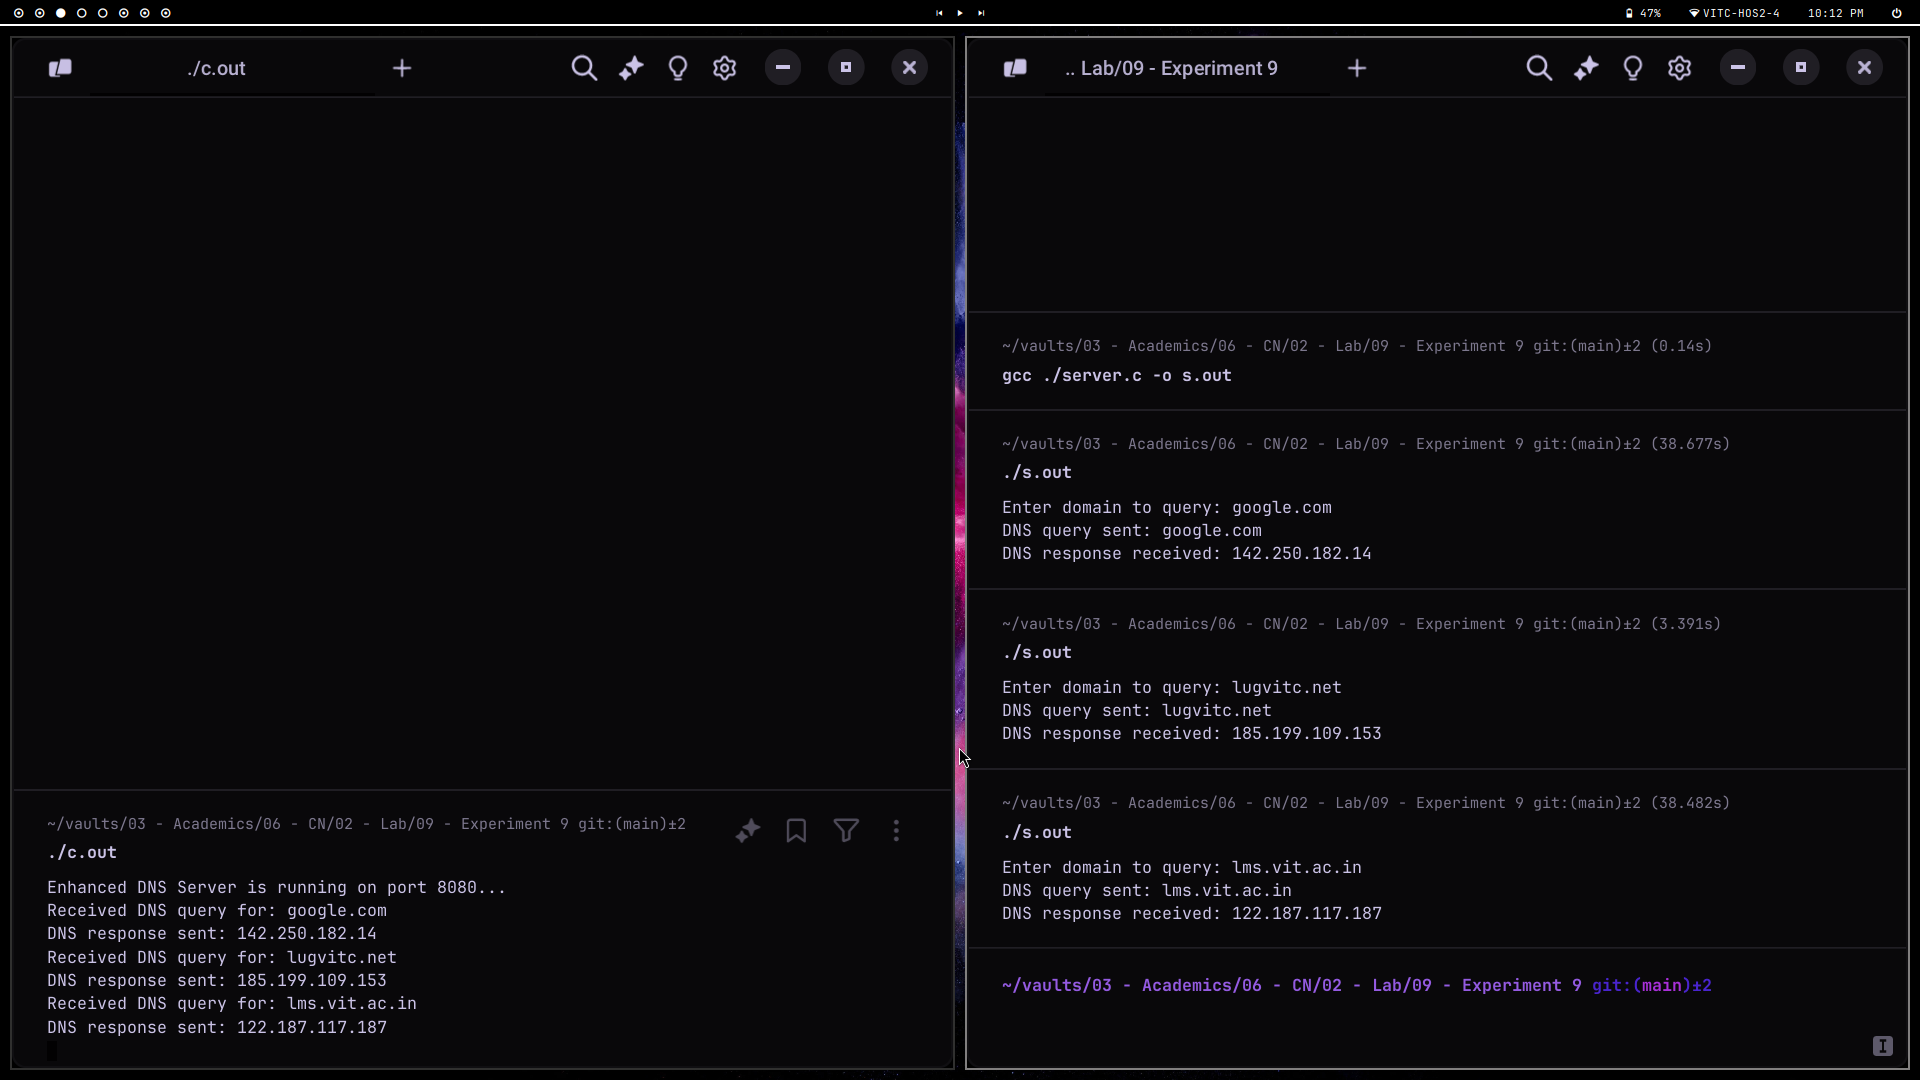 47%
VITC-HOS2-4
10:12 PM
./c.out
~/vaults/03 - Academics/06 - CN/02 - Lab/09 - Experiment 9 git:(main)±2
./c.out
Enhanced DNS Server is running on port 8080...
Received DNS query for: google.com
DNS response sent: 142.250.182.14
Received DNS query for: lugvitc.net
DNS response sent: 185.199.109.153
Received DNS query for: lms.vit.ac.in
DNS response sent: 122.187.117.187
.. Lab/09 - Experiment 9
~/vaults/03 - Academics/06 - CN/02 - Lab/09 - Experiment 9 git:(main)±2 (0.14s)
gcc ./server.c -o s.out
~/vaults/03 - Academics/06 - CN/02 - Lab/09 - Experiment 9 git:(main)±2 (38.677s)
./s.out
Enter domain to query: google.com
DNS query sent: google.com
DNS response received: 142.250.182.14
~/vaults/03 - Academics/06 - CN/02 - Lab/09 - Experiment 9 git:(main)±2 (3.391s)
./s.out
Enter domain to query: lugvitc.net
DNS query sent: lugvitc.net
DNS response received: 185.199.109.153
~/vaults/03 - Academics/06 - CN/02 - Lab/09 - Experiment 9 git:(main)±2 (38.482s)
./s.out
Enter domain to query: lms.vit.ac.in
DNS query sent: lms.vit.ac.in
DNS response received: 122.187.117.187
~/vaults/03 - Academics/06 - CN/02 - Lab/09 - Experiment 9 git:(main)±2
I